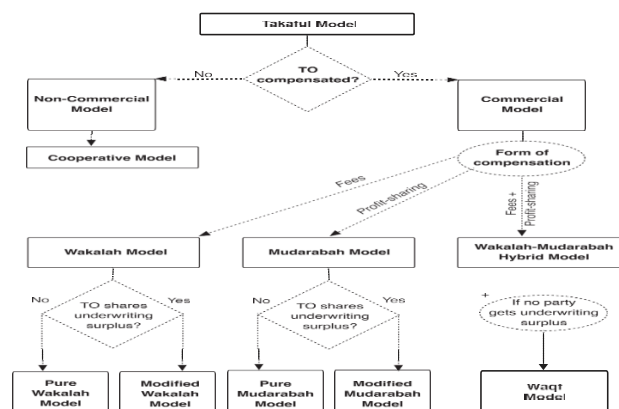 Takaful Model
TO
compensated?
No
Yes
Non-Commercial
Model
Commercial
Model
Cooperative Model
Form of
compensation
Fees
Profit-sharing
Fees +
Profit-sharing
Wakalah Model
Mudarabah Model
Wakalah-Mudarabah
Hybrid Model
No
TO shares
underwriting
surplus?
Yes
No
TO shares
underwriting
surplus?
Yes
+
If no party
gets underwriting
surplus
Pure
Wakalah
Model
Modified
Wakalah
Model
Pure
Mudarabah
Model
Modified
Mudarabah
Model
Waqf
Model